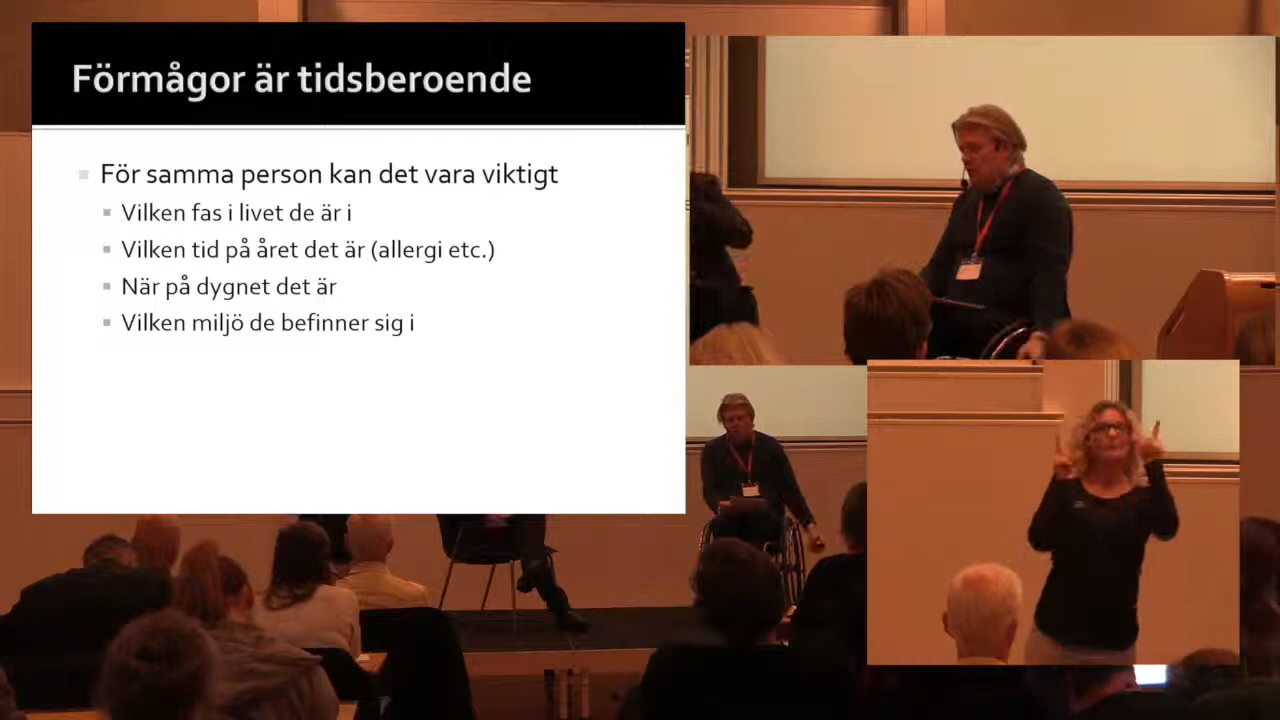 Förmågor är tidsberoende
För samma person kan det vara viktigt
Vilken fas i livet de är i
Vilken tid på året det är (allergi etc.)
När på dygnet det är
Vilken miljö de befinner sig i